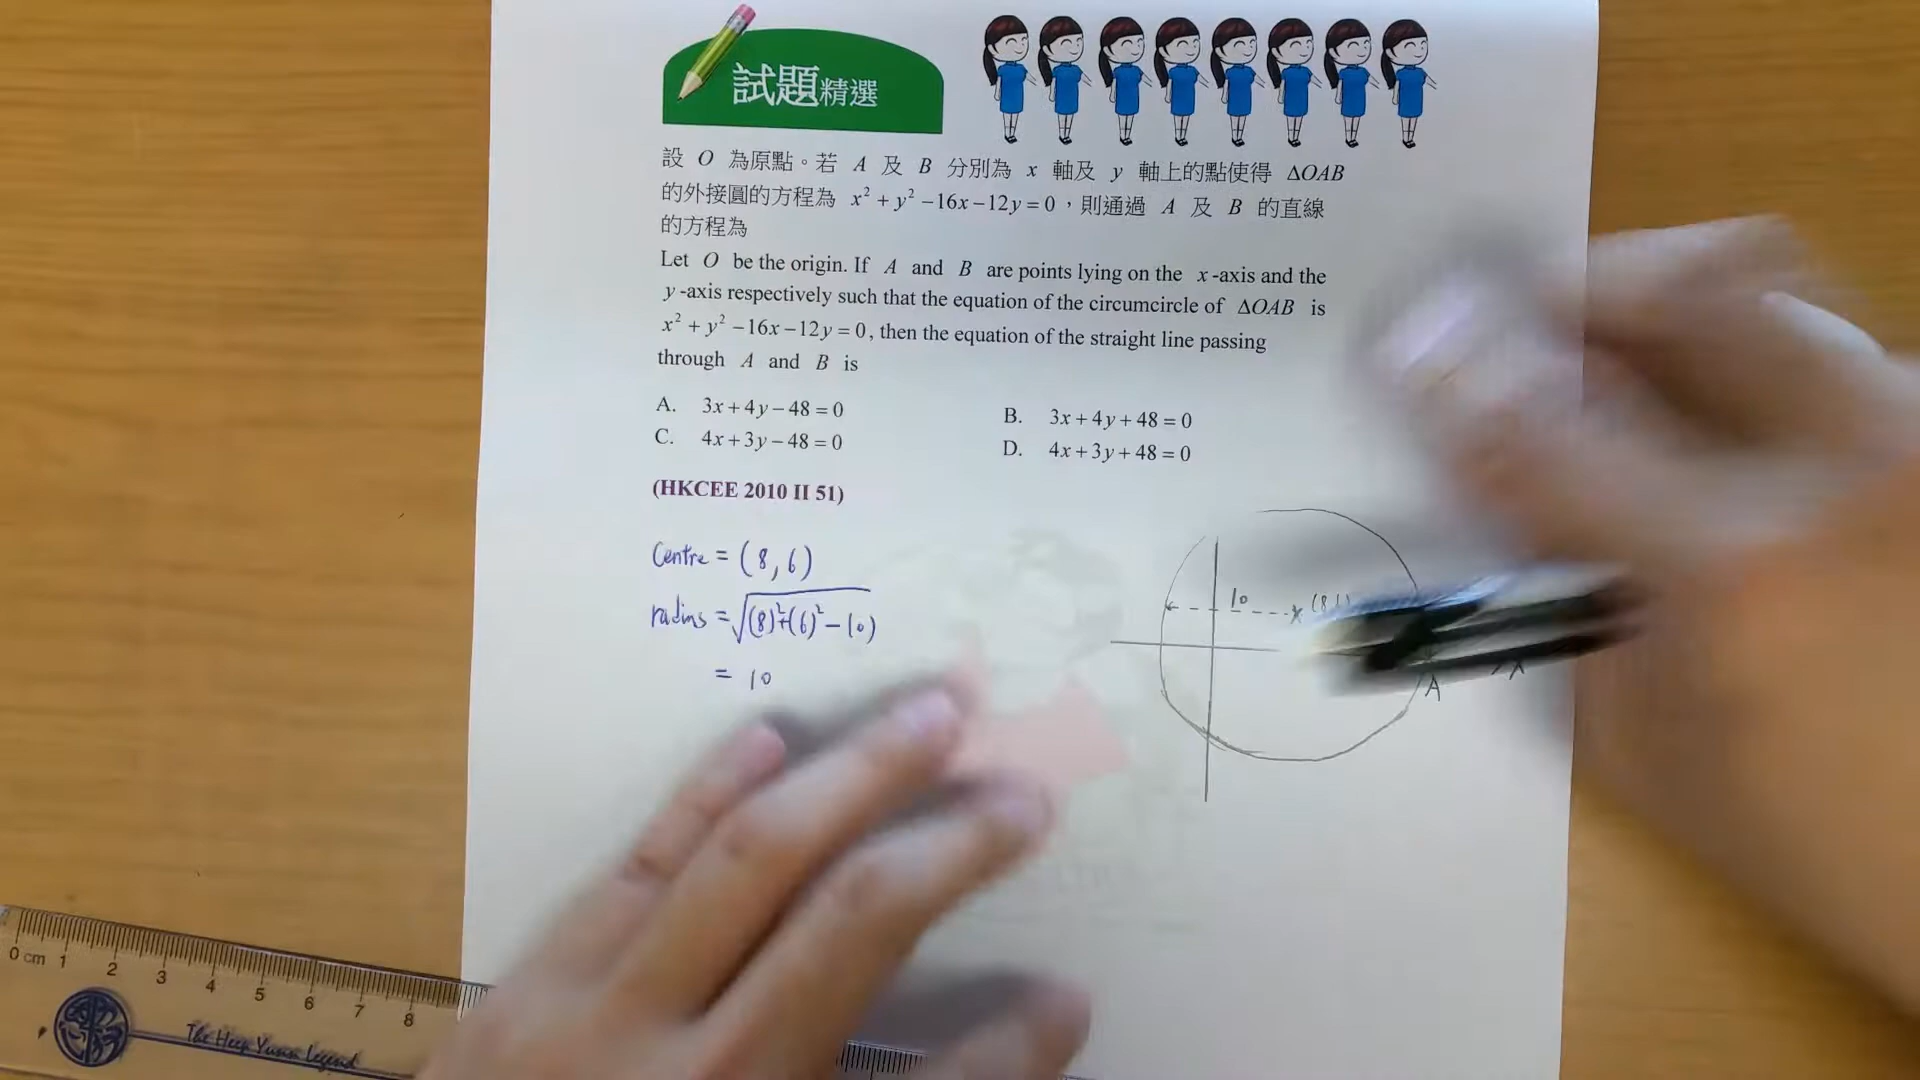 試題精選
設 O 為原點。若 A 及 B 分別為 x 軸及 y 軸上的點使得 ΔOAB
的外接圓的方程為 x² + y² − 16x − 12y = 0，則通過 A 及 B 的直線
的方程為
Let O be the origin. If A and B are points lying on the x-axis and the
y-axis respectively such that the equation of the circumcircle of ΔOAB is
x² + y² − 16x − 12y = 0, then the equation of the straight line passing
through A and B is
A. 3x + 4y − 48 = 0 B. 3x + 4y + 48 = 0
C. 4x + 3y − 48 = 0 D. 4x + 3y + 48 = 0
(HKCEE 2010 II 51)
Centre = (8, 6)
radius = √(8)²+(6)² − (0)
= 10
10
A
x
0 cm 1 2 3 4 5 6 7 8
The Heep Yunn Legend